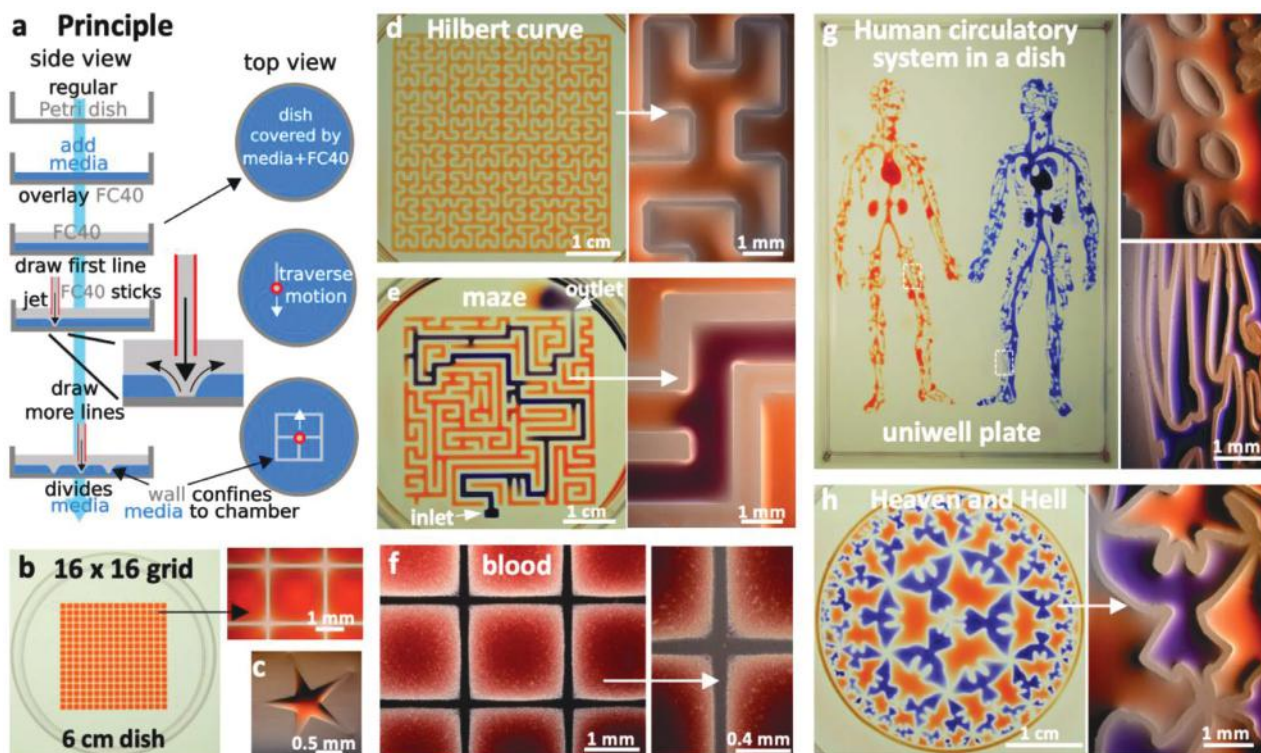 a Principle
side view
top view
regular
Petri dish
add
media
overlay FC40
FC40
draw first line
jet FC40 sticks
draw
more lines
divides
media
dish
covered by
media+FC40
traverse
motion
wall confines
media to chamber
b
16 x 16 grid
6 cm dish
1 mm
c
0.5 mm
d
Hilbert curve
1 cm
1 mm
e
maze
outlet
inlet
1 cm
1 mm
f
blood
1 mm
0.4 mm
g
Human circulatory
system in a dish
uniwell plate
1 mm
h
Heaven and Hell
1 cm
1 mm